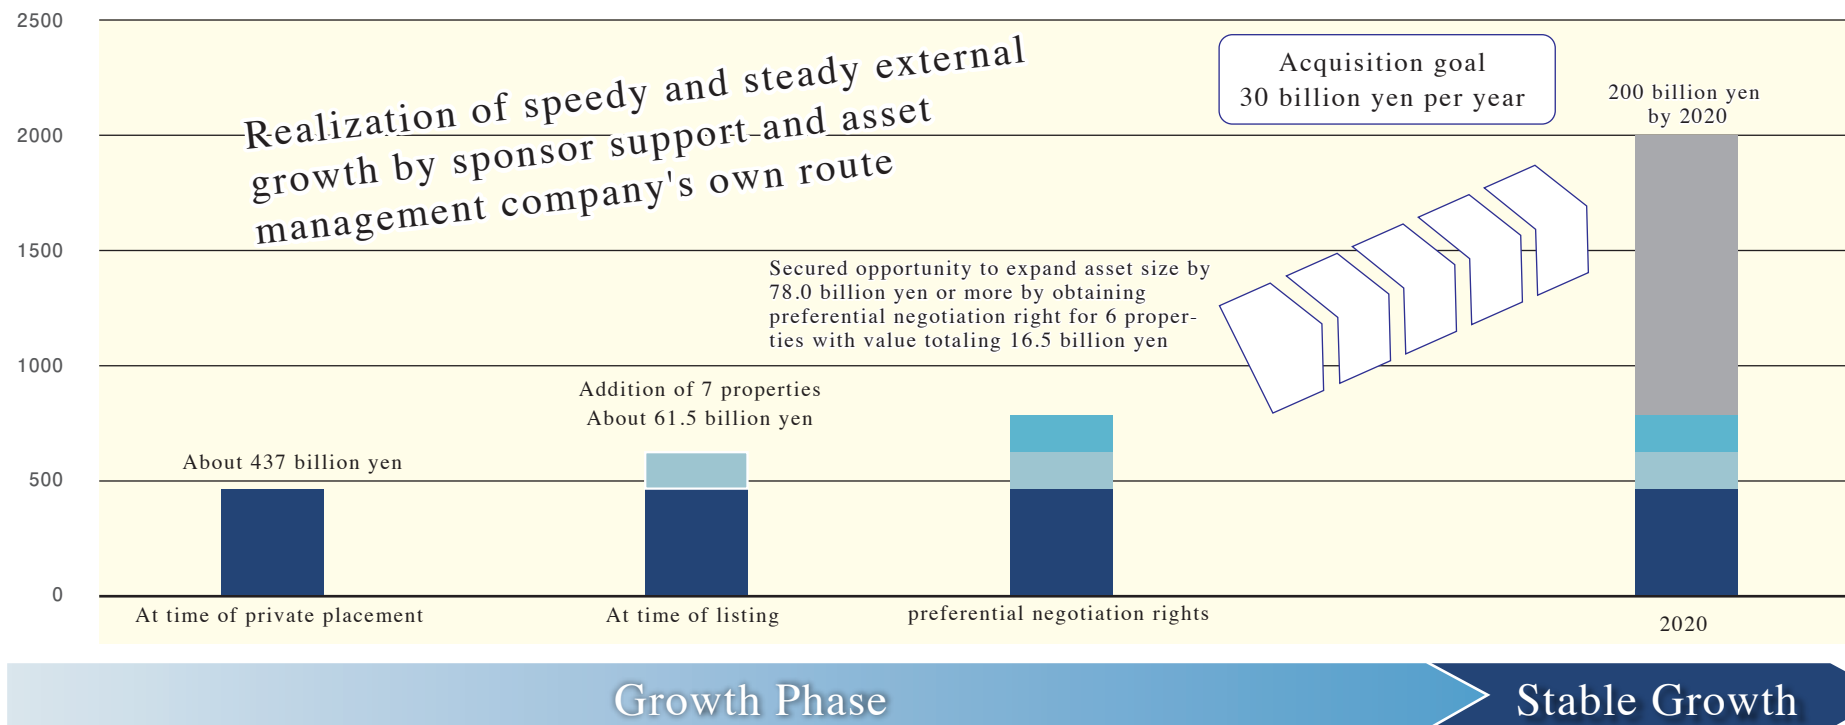 2500
2000
1500
1000
500
0
Realization of speedy and steady external
growth by sponsor support and asset
management company's own route
Acquisition goal
30 billion yen per year
200 billion yen
by 2020
Secured opportunity to expand asset size by
78.0 billion yen or more by obtaining
preferential negotiation right for 6 proper-
ties with value totaling 16.5 billion yen
Addition of 7 properties
About 61.5 billion yen
About 437 billion yen
At time of private placement
At time of listing
preferential negotiation rights
2020
Growth Phase
Stable Growth